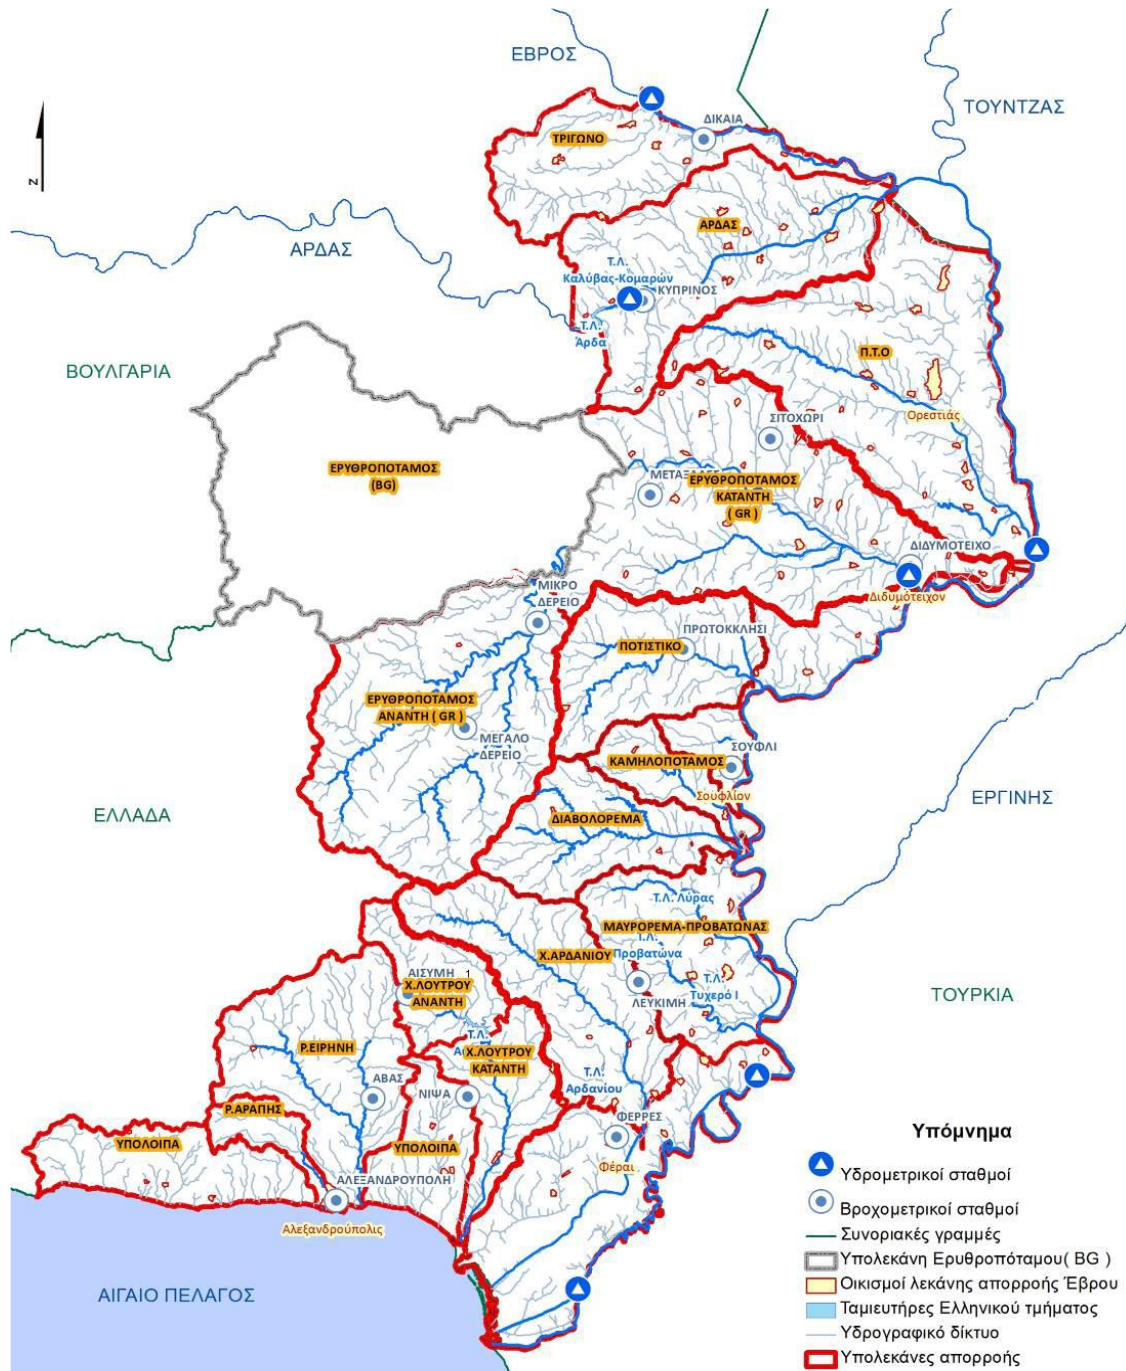 ΕΒΡΟΣ
ΤΟΥΝΤΖΑΣ
ΔΙΚΑΙΑ
ΤΡΙΓΩΝΟ
z
ΑΡΔΑΣ
ΑΡΔΑΣ
Τ.Λ.
Καλύβας-Κομαρών
ΚΥΠΡΙΝΟΣ
Τ.Λ.
Άρδα
Π.Τ.Ο
ΒΟΥΛΓΑΡΙΑ
Ορεστιάς
ΣΙΤΟΧΩΡΙ
ΕΡΥΘΡΟΠΟΤΑΜΟΣ
(BG)
ΕΡΥΘΡΟΠΟΤΑΜΟΣ
ΚΑΤΑΝΤΗ
( GR )
ΔΙΔΥΜΟΤΕΙΧΟ
Διδυμότειχον
ΜΙΚΡΟ
ΔΕΡΕΙΟ
ΠΡΩΤΟΚΚΛΗΣΙ
ΠΟΤΙΣΤΙΚΟ
ΕΡΥΘΡΟΠΟΤΑΜΟΣ
ΑΝΑΝΤΗ ( GR )
ΜΕΓΑΛΟ
ΔΕΡΕΙΟ
ΣΟΥΦΛΙ
ΚΑΜΗΛΟΠΟΤΑΜΟΣ
Σουφλίον
ΕΡΓΙΝΗΣ
ΕΛΛΑΔΑ
ΔΙΑΒΟΛΟΡΕΜΑ
Τ.Λ. Λύρας
ΜΑΥΡΟΡΕΜΑ-ΠΡΟΒΑΤΩΝΑΣ
Τ.Λ.
Προβατώνα
Χ.ΑΡΔΑΝΙΟΥ
ΑΙΣΥΜΗ
1
Χ.ΛΟΥΤΡΟΥ
ΑΝΑΝΤΗ
Τ.Λ.
Τυχερό Ι
ΛΕΥΚΙΜΗ
ΤΟΥΡΚΙΑ
Τ.Λ.
Χ.ΛΟΥΤΡΟΥ
ΚΑΤΑΝΤΗ
Ρ.ΕΙΡΗΝΗ
Τ.Λ.
Αρδανίου
ΑΒΑΣ
ΝΙΨΑ
Ρ.ΑΡΑΠΗΣ
ΦΕΡΡΕΣ
ΥΠΟΛΟΙΠΑ
ΥΠΟΛΟΙΠΑ
Φέραι
ΑΛΕΞΑΝΔΡΟΥΠΟΛΗ
Αλεξανδρούπολις
ΑΙΓΑΙΟ ΠΕΛΑΓΟΣ
Υπόμνημα
Υδρομετρικοί σταθμοί
Βροχομετρικοί σταθμοί
Συνοριακές γραμμές
Υπολεκάνη Ερυθροπόταμου( BG )
Οικισμοί λεκάνης απορροής Έβρου
Ταμιευτήρες Ελληνικού τμήματος
Υδρογραφικό δίκτυο
Υπολεκάνες απορροής